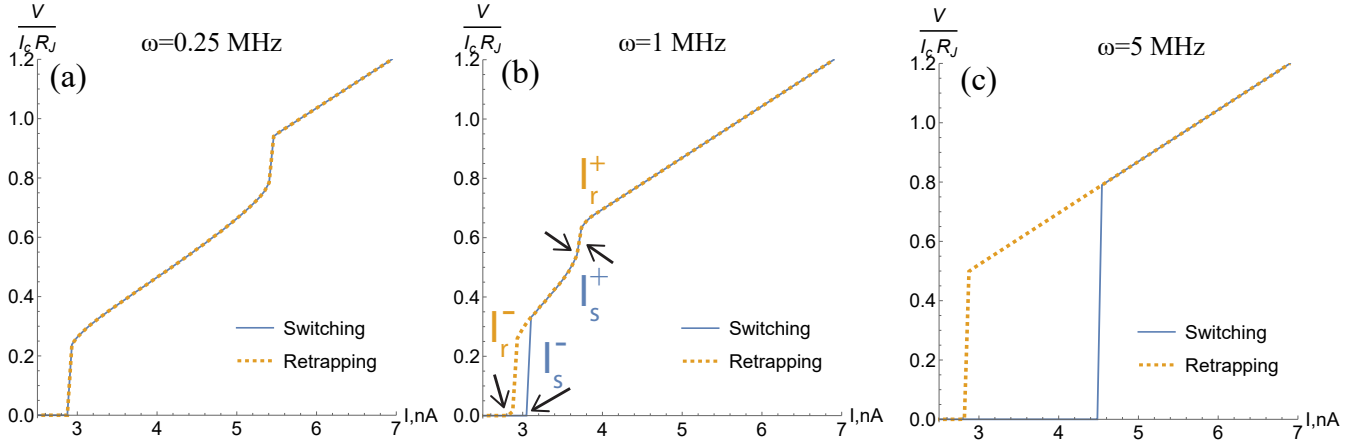 V
I_c R_J
ω=0.25 MHz
(a)
1.2
1.0
0.8
0.6
0.4
0.2
0.0
3
4
5
6
7
I,nA
Switching
Retrapping
V
I_c R_J
ω=1 MHz
(b)
1.2
1.0
0.8
0.6
0.4
0.2
0.0
I_r^+
I_s^+
I_r^-
I_s^-
3
4
5
6
7
I,nA
Switching
Retrapping
V
I_c R_J
ω=5 MHz
(c)
1.2
1.0
0.8
0.6
0.4
0.2
0.0
3
4
5
6
7
I,nA
Switching
Retrapping